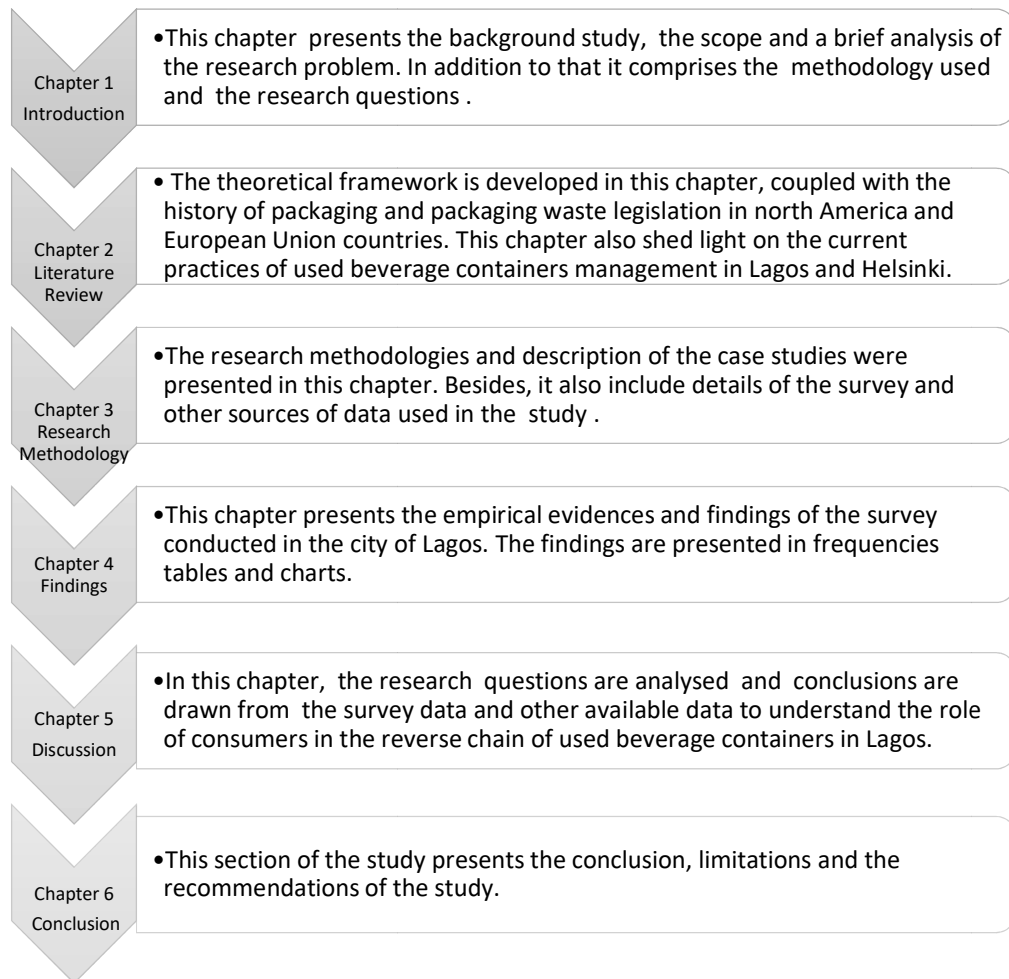 Chapter 1
Introduction
•This chapter presents the background study, the scope and a brief analysis of
the research problem. In addition to that it comprises the methodology used
and the research questions .
Chapter 2
Literature
Review
• The theoretical framework is developed in this chapter, coupled with the
history of packaging and packaging waste legislation in north America and
European Union countries. This chapter also shed light on the current
practices of used beverage containers management in Lagos and Helsinki.
Chapter 3
Research
Methodology
•The research methodologies and description of the case studies were
presented in this chapter. Besides, it also include details of the survey and
other sources of data used in the study .
Chapter 4
Findings
•This chapter presents the empirical evidences and findings of the survey
conducted in the city of Lagos. The findings are presented in frequencies
tables and charts.
Chapter 5
Discussion
•In this chapter, the research questions are analysed and conclusions are
drawn from the survey data and other available data to understand the role
of consumers in the reverse chain of used beverage containers in Lagos.
Chapter 6
Conclusion
•This section of the study presents the conclusion, limitations and the
recommendations of the study.